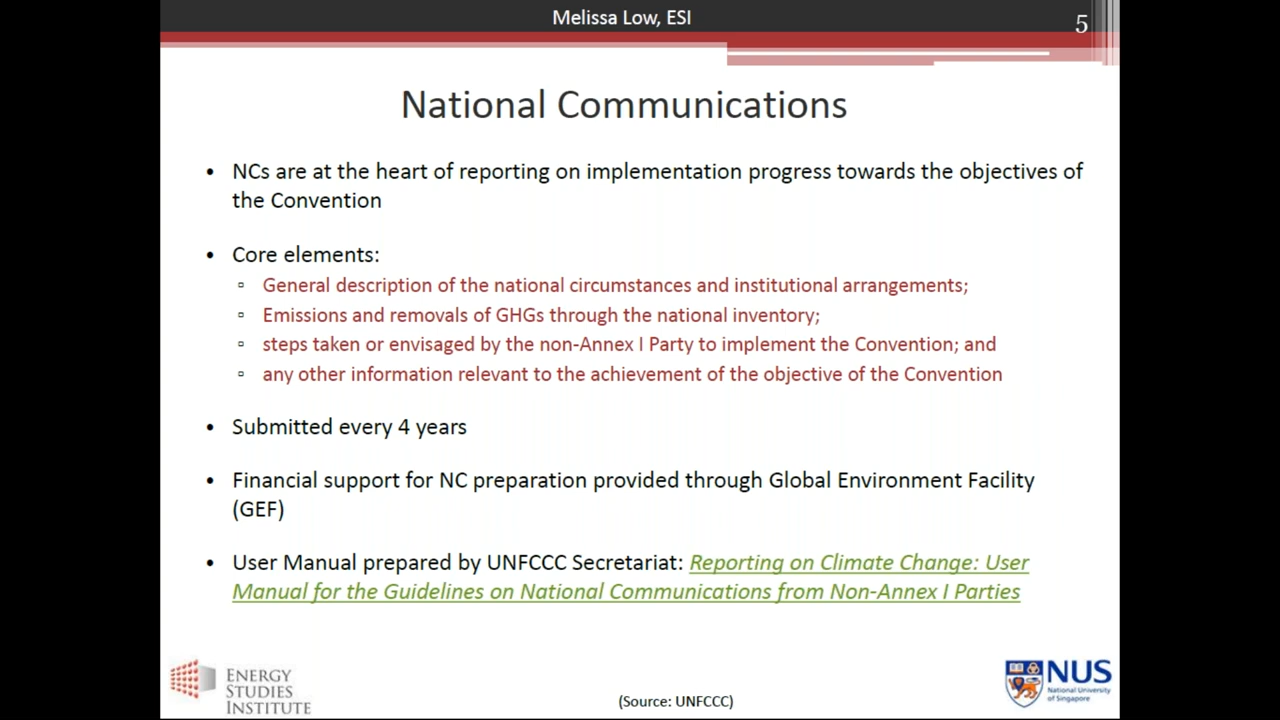 Melissa Low, ESI
5
National Communications
• NCs are at the heart of reporting on implementation progress towards the objectives of
the Convention
• Core elements:
▫ General description of the national circumstances and institutional arrangements;
▫ Emissions and removals of GHGs through the national inventory;
▫ steps taken or envisaged by the non-Annex I Party to implement the Convention; and
▫ any other information relevant to the achievement of the objective of the Convention
• Submitted every 4 years
• Financial support for NC preparation provided through Global Environment Facility
(GEF)
• User Manual prepared by UNFCCC Secretariat: Reporting on Climate Change: User
Manual for the Guidelines on National Communications from Non-Annex I Parties
ENERGY
STUDIES
INSTITUTE
(Source: UNFCCC)
NUS
National University
of Singapore